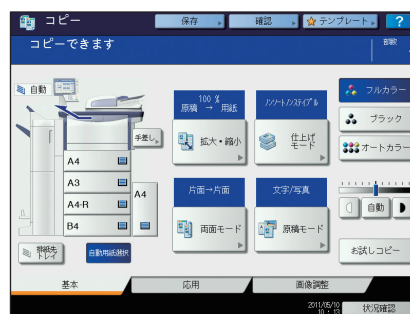 コピー
保存
確認
テンプレート
?
コピーできます
部数
自動
100 %
原稿 → 用紙
ノンソート/ノンステイプル
フルカラー
ブラック
オートカラー
手差し
拡大・縮小
仕上げ
モード
A4
A3
A4-R
B4
A4
片面→片面
文字/写真
自動
両面モード
原稿モード
排紙先
トレイ
自動用紙選択
お試しコピー
基本
応用
画像調整
2011/05/10
10 : 13
状況確認